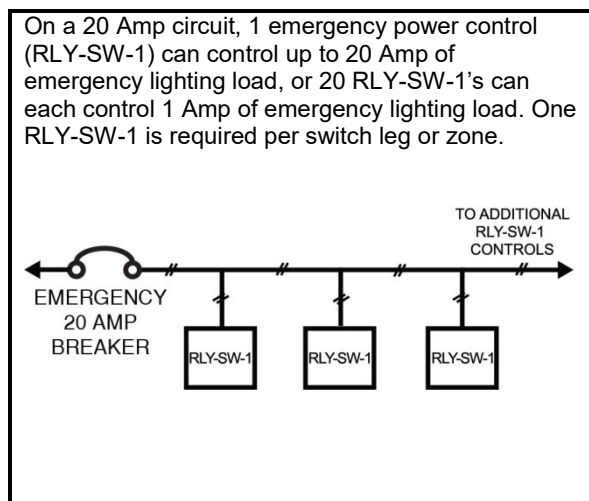 On a 20 Amp circuit, 1 emergency power control
(RLY-SW-1) can control up to 20 Amp of
emergency lighting load, or 20 RLY-SW-1's can
each control 1 Amp of emergency lighting load. One
RLY-SW-1 is required per switch leg or zone.
TO ADDITIONAL
RLY-SW-1
CONTROLS
EMERGENCY
20 AMP
BREAKER
RLY-SW-1
RLY-SW-1
RLY-SW-1